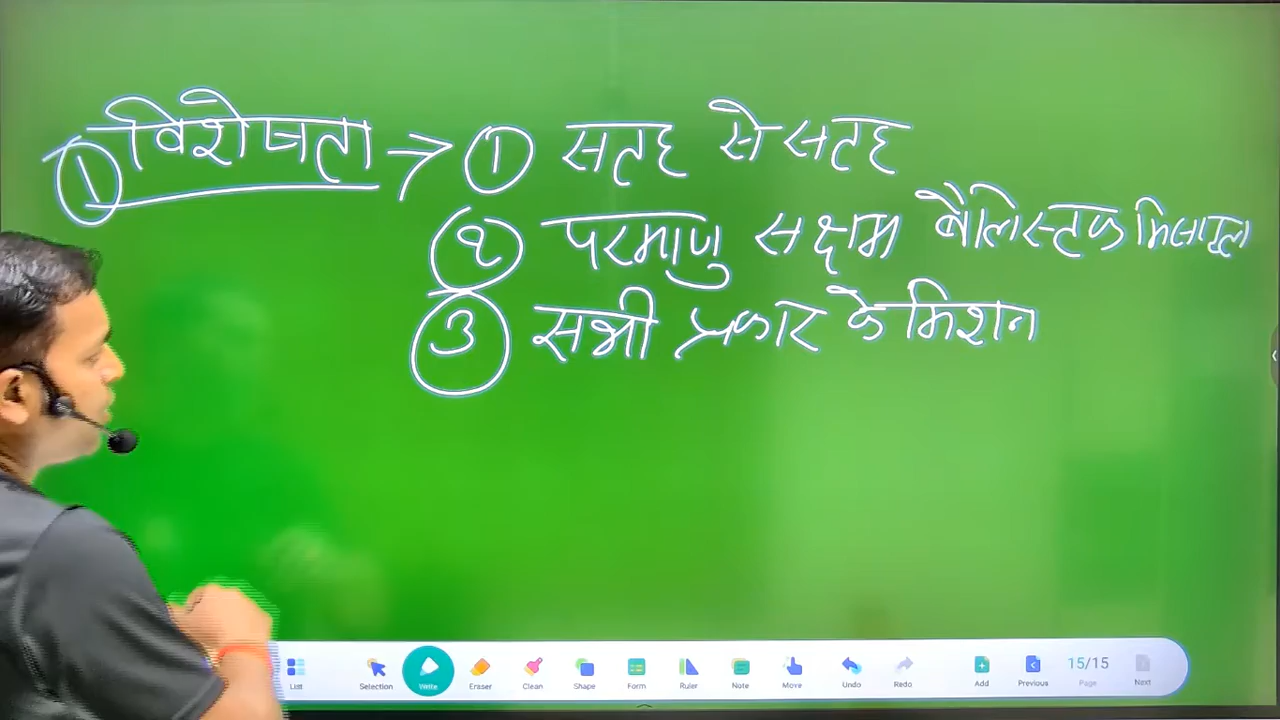 ① विशेषता → ① सतह से सतह
② परमाणु सक्षम बैलिस्टक मिसाइल
③ सभी प्रकार के मिशन
List Selection Write Eraser Clean Shape Form Ruler Note Move Undo Redo Add Previous 15/15 Page Next